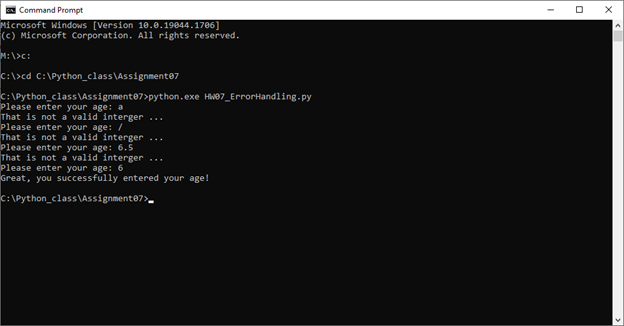 Command Prompt
Microsoft Windows [Version 10.0.19044.1706]
(c) Microsoft Corporation. All rights reserved.
M:\>c:
C:\>cd C:\Python_class\Assignment07
C:\Python_class\Assignment07>python.exe HW07_ErrorHandling.py
Please enter your age: a
That is not a valid interger ...
Please enter your age: /
That is not a valid interger ...
Please enter your age: 6.5
That is not a valid interger ...
Please enter your age: 6
Great, you successfully entered your age!
C:\Python_class\Assignment07>